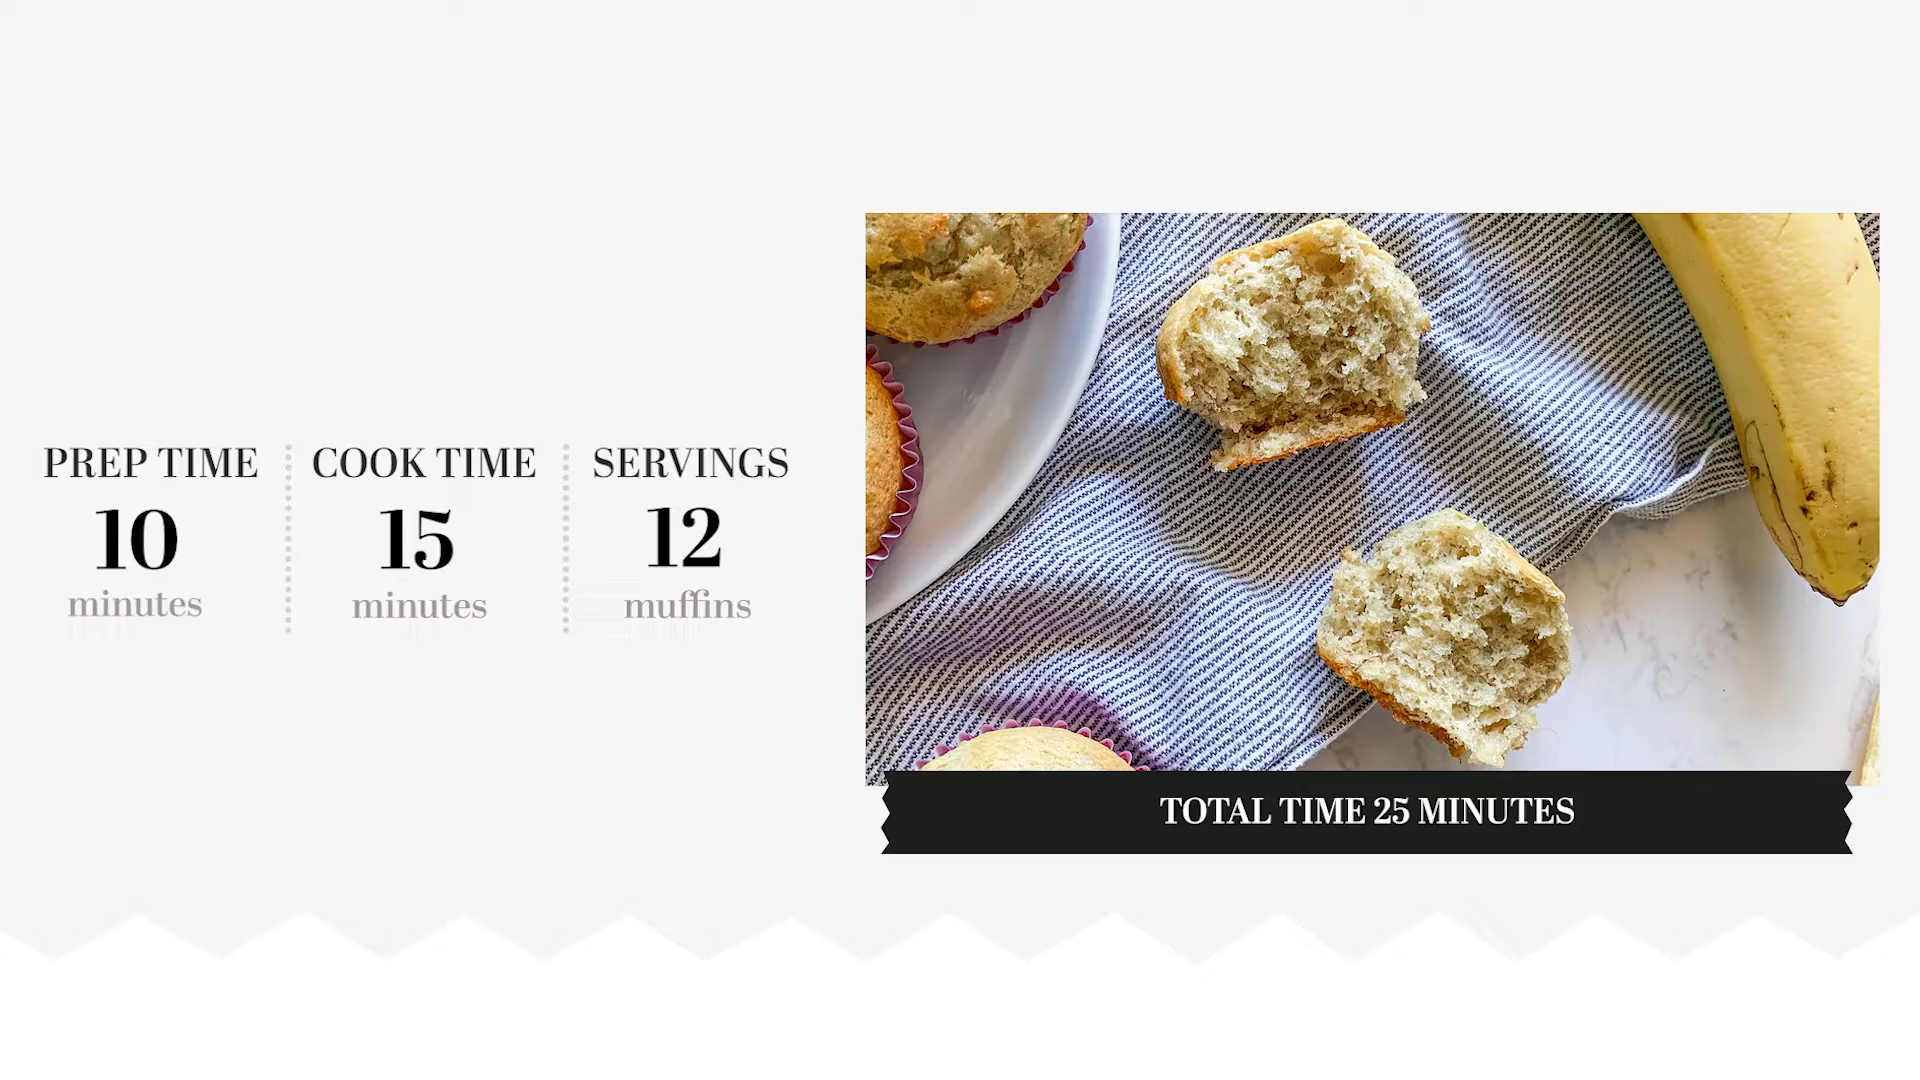 PREP TIME
10
minutes
COOK TIME
15
minutes
SERVINGS
12
muffins
TOTAL TIME 25 MINUTES